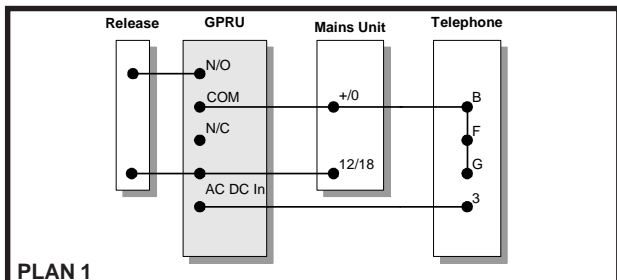 Release GPRU Mains Unit Telephone
N/O
COM +/0 B
N/C F
12/18 G
AC DC In 3
PLAN 1